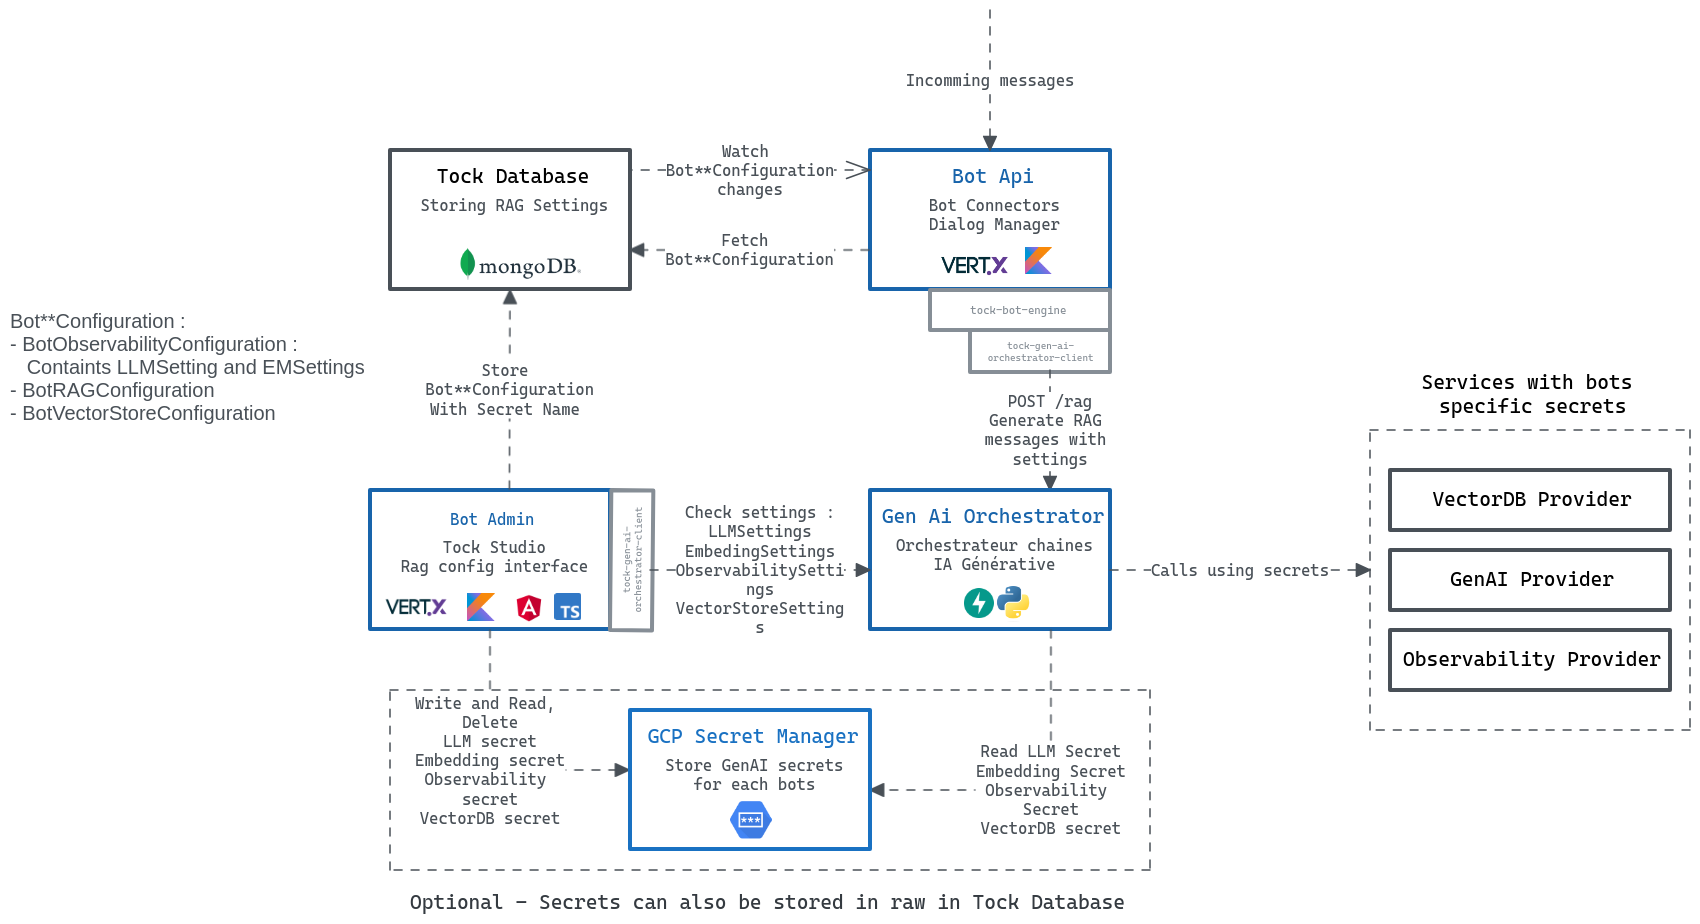 Incomming messages
Tock Database
Storing RAG Settings
mongoDB.
Watch
Bot**Configuration
changes
Fetch
Bot**Configuration
Bot Api
Bot Connectors
Dialog Manager
VERT.X
tock-bot-engine
tock-gen-ai-
orchestrator-client
Bot**Configuration :
- BotObservabilityConfiguration :
Containts LLMSetting and EMSettings
- BotRAGConfiguration
- BotVectorStoreConfiguration
Store
Bot**Configuration
With Secret Name
POST /rag
Generate RAG
messages with
settings
Services with bots
specific secrets
VectorDB Provider
GenAI Provider
Observability Provider
Bot Admin
Tock Studio
Rag config interface
VERT.X
A
TS
tock-gen-ai-
orchestrator-client
Check settings :
LLMSettings
EmbedingSettings
ObservabilitySetti
ngs
VectorStoreSetting
s
Gen Ai Orchestrator
Orchestrateur chaines
IA Générative
Calls using secrets
Write and Read,
Delete
LLM secret
Embedding secret
Observability
secret
VectorDB secret
GCP Secret Manager
Store GenAI secrets
for each bots
***
Read LLM Secret
Embedding Secret
Observability
Secret
VectorDB secret
Optional - Secrets can also be stored in raw in Tock Database